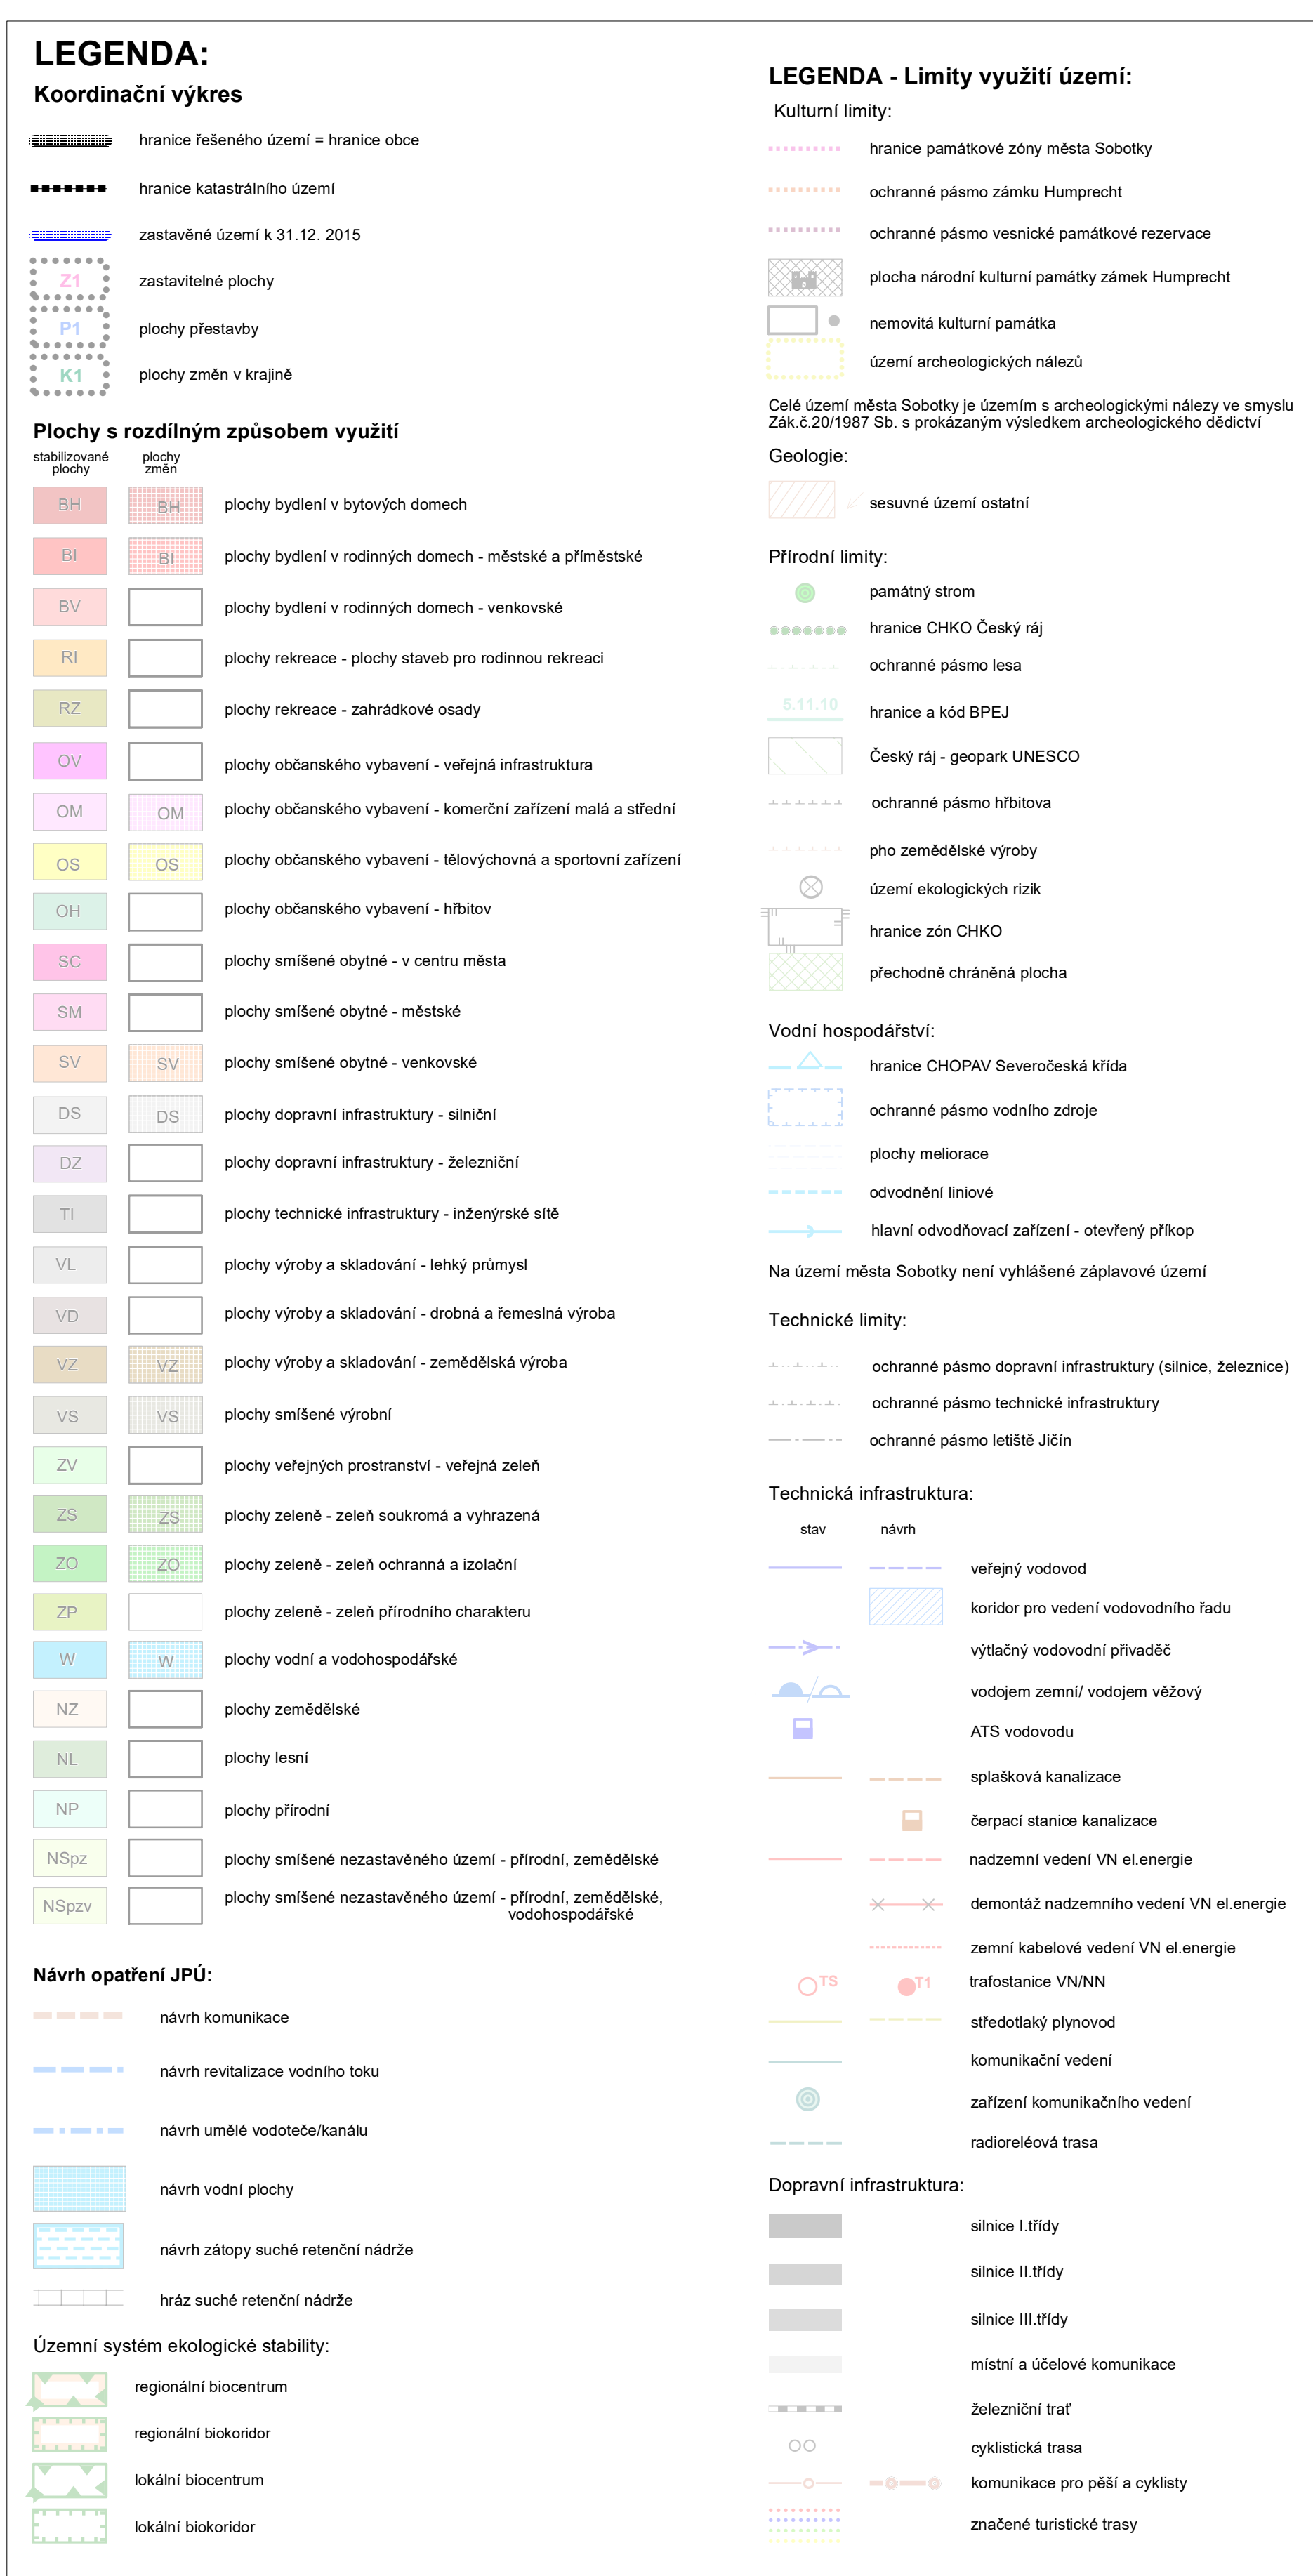 LEGENDA:
Koordinační výkres
hranice řešeného území = hranice obce
hranice katastrálního území
zastavěné území k 31.12. 2015
Z1 zastavitelné plochy
P1 plochy přestavby
K1 plochy změn v krajině
Plochy s rozdílným způsobem využití
stabilizované plochy
plochy změn
BH BH plochy bydlení v bytových domech
BI BI plochy bydlení v rodinných domech - městské a příměstské
BV plochy bydlení v rodinných domech - venkovské
RI plochy rekreace - plochy staveb pro rodinnou rekreaci
RZ plochy rekreace - zahrádkové osady
OV plochy občanského vybavení - veřejná infrastruktura
OM OM plochy občanského vybavení - komerční zařízení malá a střední
OS OS plochy občanského vybavení - tělovýchovná a sportovní zařízení
OH plochy občanského vybavení - hřbitov
SC plochy smíšené obytné - v centru města
SM plochy smíšené obytné - městské
SV SV plochy smíšené obytné - venkovské
DS DS plochy dopravní infrastruktury - silniční
DZ plochy dopravní infrastruktury - železniční
TI plochy technické infrastruktury - inženýrské sítě
VL plochy výroby a skladování - lehký průmysl
VD plochy výroby a skladování - drobná a řemeslná výroba
VZ VZ plochy výroby a skladování - zemědělská výroba
VS VS plochy smíšené výrobní
ZV plochy veřejných prostranství - veřejná zeleň
ZS ZS plochy zeleně - zeleň soukromá a vyhrazená
ZO ZO plochy zeleně - zeleň ochranná a izolační
ZP plochy zeleně - zeleň přírodního charakteru
W W plochy vodní a vodohospodářské
NZ plochy zemědělské
NL plochy lesní
NP plochy přírodní
NSpz plochy smíšené nezastavěného území - přírodní, zemědělské
NSpzv plochy smíšené nezastavěného území - přírodní, zemědělské,
vodohospodářské
Návrh opatření JPÚ:
návrh komunikace
návrh revitalizace vodního toku
návrh umělé vodoteče/kanálu
návrh vodní plochy
návrh zátopy suché retenční nádrže
hráz suché retenční nádrže
Územní systém ekologické stability:
regionální biocentrum
regionální biokoridor
lokální biocentrum
lokální biokoridor
LEGENDA - Limity využití území:
Kulturní limity:
hranice památkové zóny města Sobotky
ochranné pásmo zámku Humprecht
ochranné pásmo vesnické památkové rezervace
plocha národní kulturní památky zámek Humprecht
nemovitá kulturní památka
území archeologických nálezů
Celé území města Sobotky je územím s archeologickými nálezy ve smyslu
Zák.č.20/1987 Sb. s prokázaným výsledkem archeologického dědictví
Geologie:
sesuvné území ostatní
Přírodní limity:
památný strom
hranice CHKO Český ráj
ochranné pásmo lesa
5.11.10 hranice a kód BPEJ
Český ráj - geopark UNESCO
ochranné pásmo hřbitova
pho zemědělské výroby
území ekologických rizik
hranice zón CHKO
přechodně chráněná plocha
Vodní hospodářství:
hranice CHOPAV Severočeská křída
ochranné pásmo vodního zdroje
plochy meliorace
odvodnění liniové
hlavní odvodňovací zařízení - otevřený příkop
Na území města Sobotky není vyhlášené záplavové území
Technické limity:
ochranné pásmo dopravní infrastruktury (silnice, železnice)
ochranné pásmo technické infrastruktury
ochranné pásmo letiště Jičín
Technická infrastruktura:
stav návrh
veřejný vodovod
koridor pro vedení vodovodního řadu
výtlačný vodovodní přivaděč
vodojem zemní/ vodojem věžový
ATS vodovodu
splašková kanalizace
čerpací stanice kanalizace
nadzemní vedení VN el.energie
demontáž nadzemního vedení VN el.energie
zemní kabelové vedení VN el.energie
TS T1 trafostanice VN/NN
středotlaký plynovod
komunikační vedení
zařízení komunikačního vedení
radioreléová trasa
Dopravní infrastruktura:
silnice I.třídy
silnice II.třídy
silnice III.třídy
místní a účelové komunikace
železniční trať
cyklistická trasa
komunikace pro pěší a cyklisty
značené turistické trasy